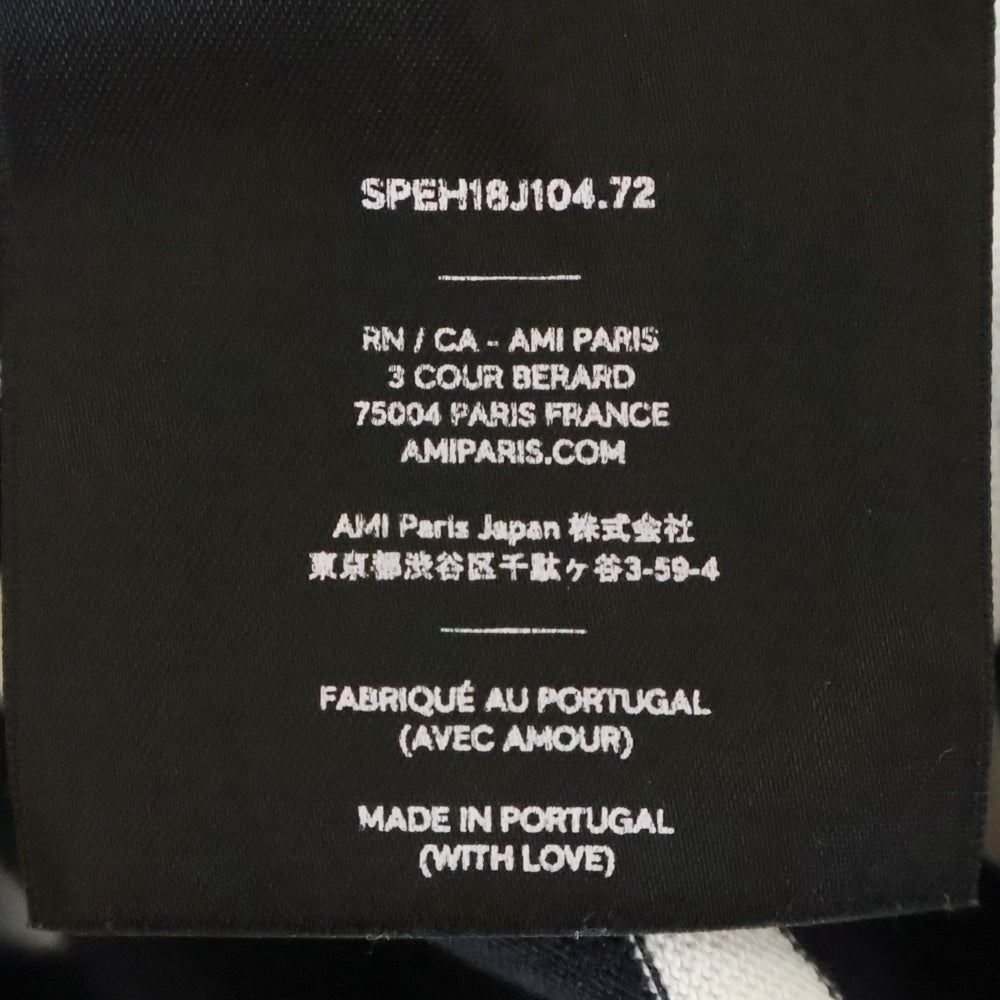 SPEH18J104.72
RN / CA - AMI PARIS
3 COUR BERARD
75004 PARIS FRANCE
AMIPARIS.COM
AMI Paris Japan 株式会社
東京都渋谷区千駄ヶ谷3-59-4
FABRIQUÉ AU PORTUGAL
(AVEC AMOUR)
MADE IN PORTUGAL
(WITH LOVE)